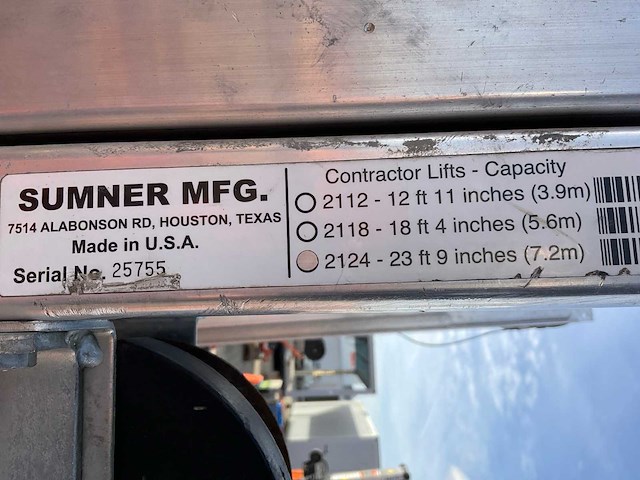 SUMNER MFG.
7514 ALABONSON RD, HOUSTON, TEXAS
Made in U.S.A.
Serial No. 25755
Contractor Lifts - Capacity
2112 - 12 ft 11 inches (3.9m)
2118 - 18 ft 4 inches (5.6m)
2124 - 23 ft 9 inches (7.2m)